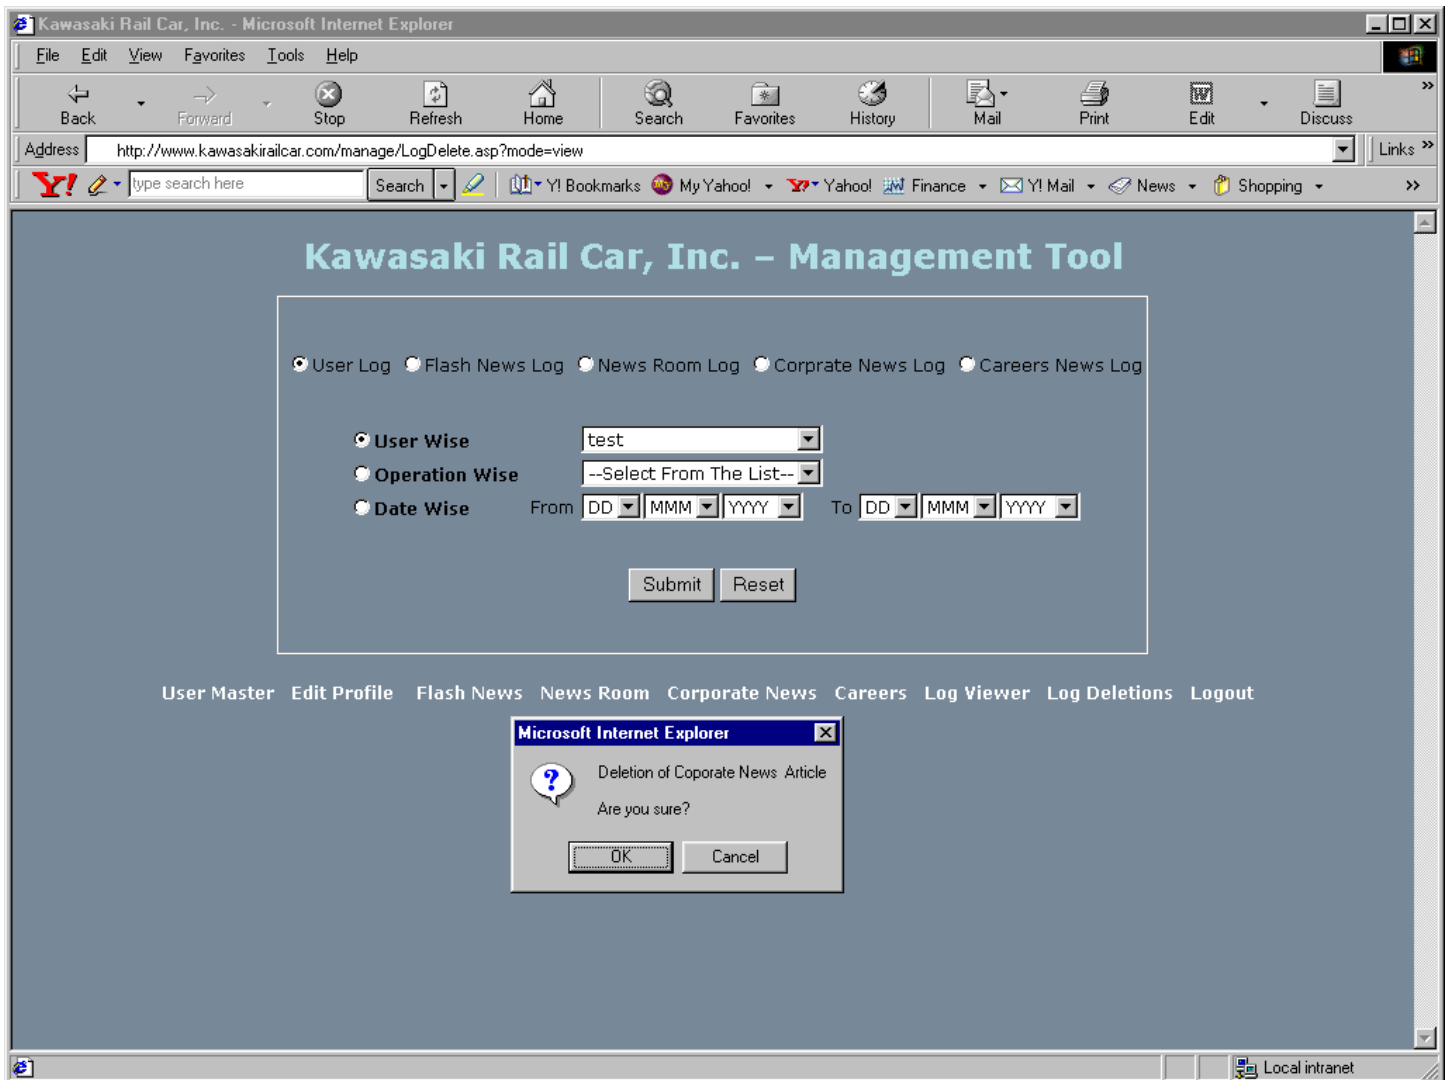 Kawasaki Rail Car, Inc. - Microsoft Internet Explorer
File Edit View Favorites Tools Help
Back Forward Stop Refresh Home Search Favorites History Mail Print Edit Discuss
Address http://www.kawasakirailcar.com/manage/LogDelete.asp?mode=view Links
Y! type search here Search Y! Bookmarks My Yahoo! Yahoo! Finance Y! Mail News Shopping
Kawasaki Rail Car, Inc. – Management Tool
User Log Flash News Log News Room Log Corprate News Log Careers News Log
User Wise test
Operation Wise --Select From The List--
Date Wise From DD MMM YYYY To DD MMM YYYY
Submit Reset
User Master Edit Profile Flash News News Room Corporate News Careers Log Viewer Log Deletions Logout
Microsoft Internet Explorer
Deletion of Coporate News Article
Are you sure?
OK Cancel
Local intranet